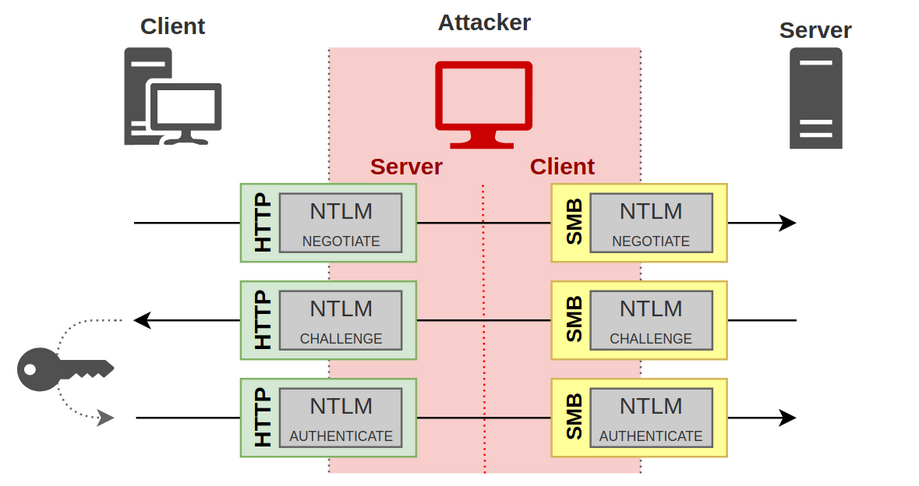 Client
Attacker
Server
Server
Client
HTTP
NTLM
NEGOTIATE
SMB
NTLM
NEGOTIATE
HTTP
NTLM
CHALLENGE
SMB
NTLM
CHALLENGE
HTTP
NTLM
AUTHENTICATE
SMB
NTLM
AUTHENTICATE